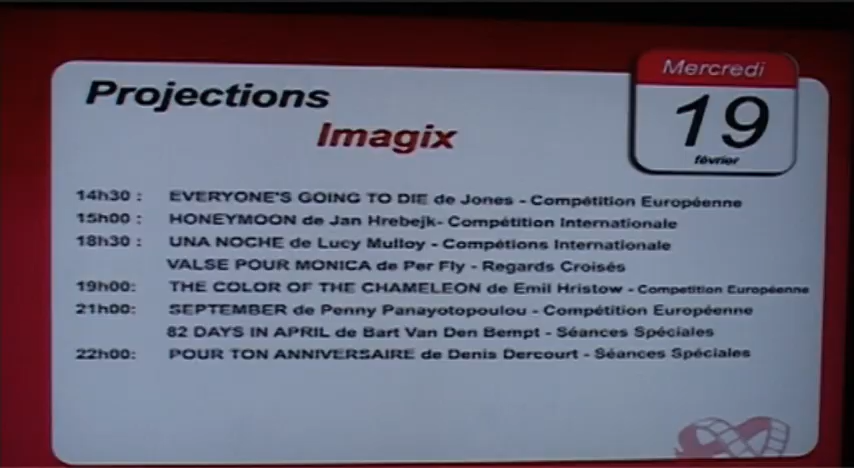 Projections
Imagix
Mercredi
19
février
14h30 : EVERYONE'S GOING TO DIE de Jones - Compétition Européenne
15h00 : HONEYMOON de Jan Hrebejk- Compétition Internationale
18h30 : UNA NOCHE de Lucy Mulloy - Compétions Internationale
VALSE POUR MONICA de Per Fly - Regards Croisés
19h00: THE COLOR OF THE CHAMELEON de Emil Hristow - Competition Européenne
21h00: SEPTEMBER de Penny Panayotopoulou - Compétition Européenne
82 DAYS IN APRIL de Bart Van Den Bempt - Séances Spéciales
22h00: POUR TON ANNIVERSAIRE de Denis Dercourt - Séances Spéciales